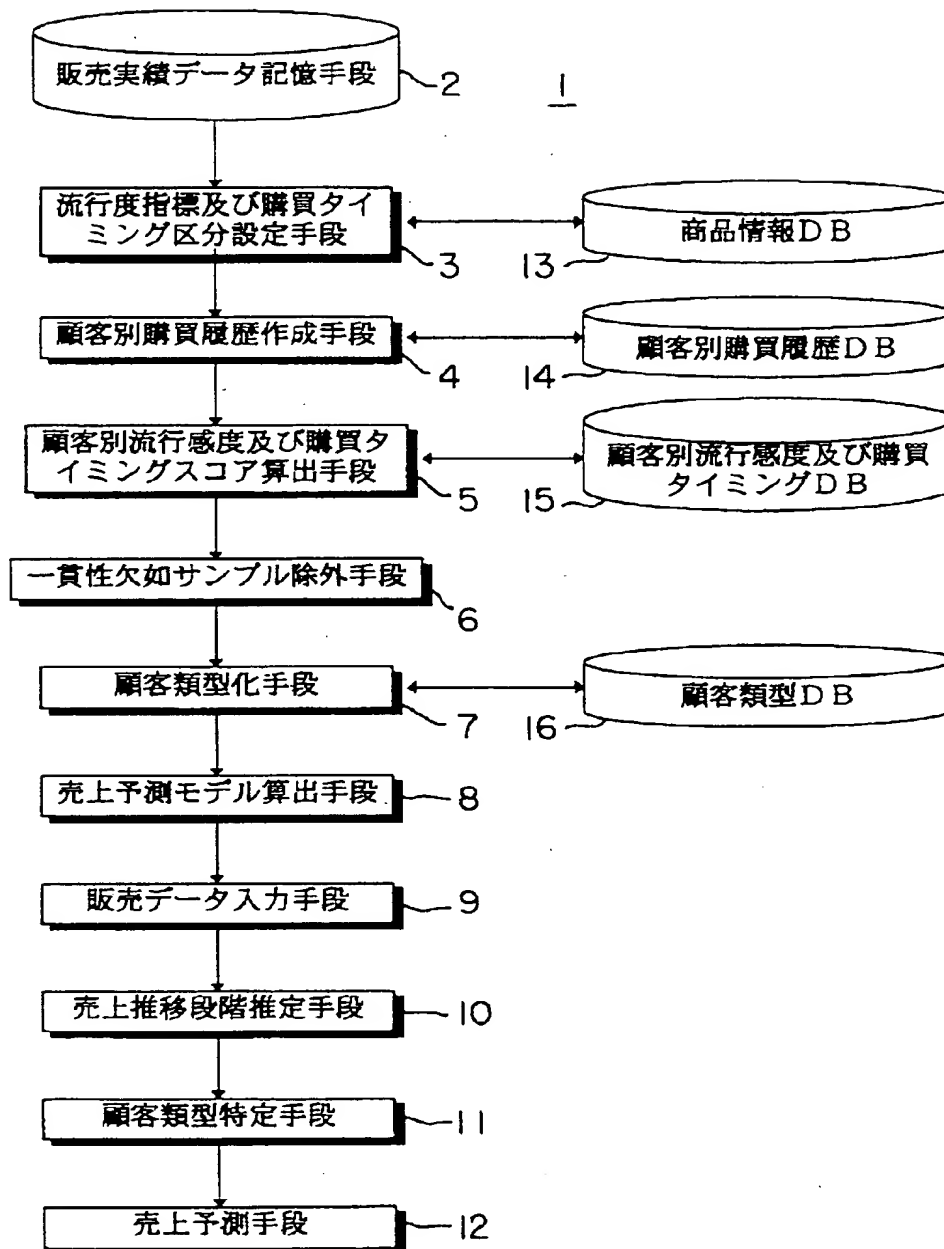 販売実績データ記憶手段
2
1
流行度指標及び購買タイ
ミング区分設定手段
3
商品情報DB
13
顧客別購買履歴作成手段
4
顧客別購買履歴DB
14
顧客別流行感度及び購買タ
イミングスコア算出手段
5
顧客別流行感度及び購買
タイミングDB
15
一貫性欠如サンプル除外手段
6
顧客類型化手段
7
顧客類型DB
16
売上予測モデル算出手段
8
販売データ入力手段
9
売上推移段階推定手段
10
顧客類型特定手段
11
売上予測手段
12